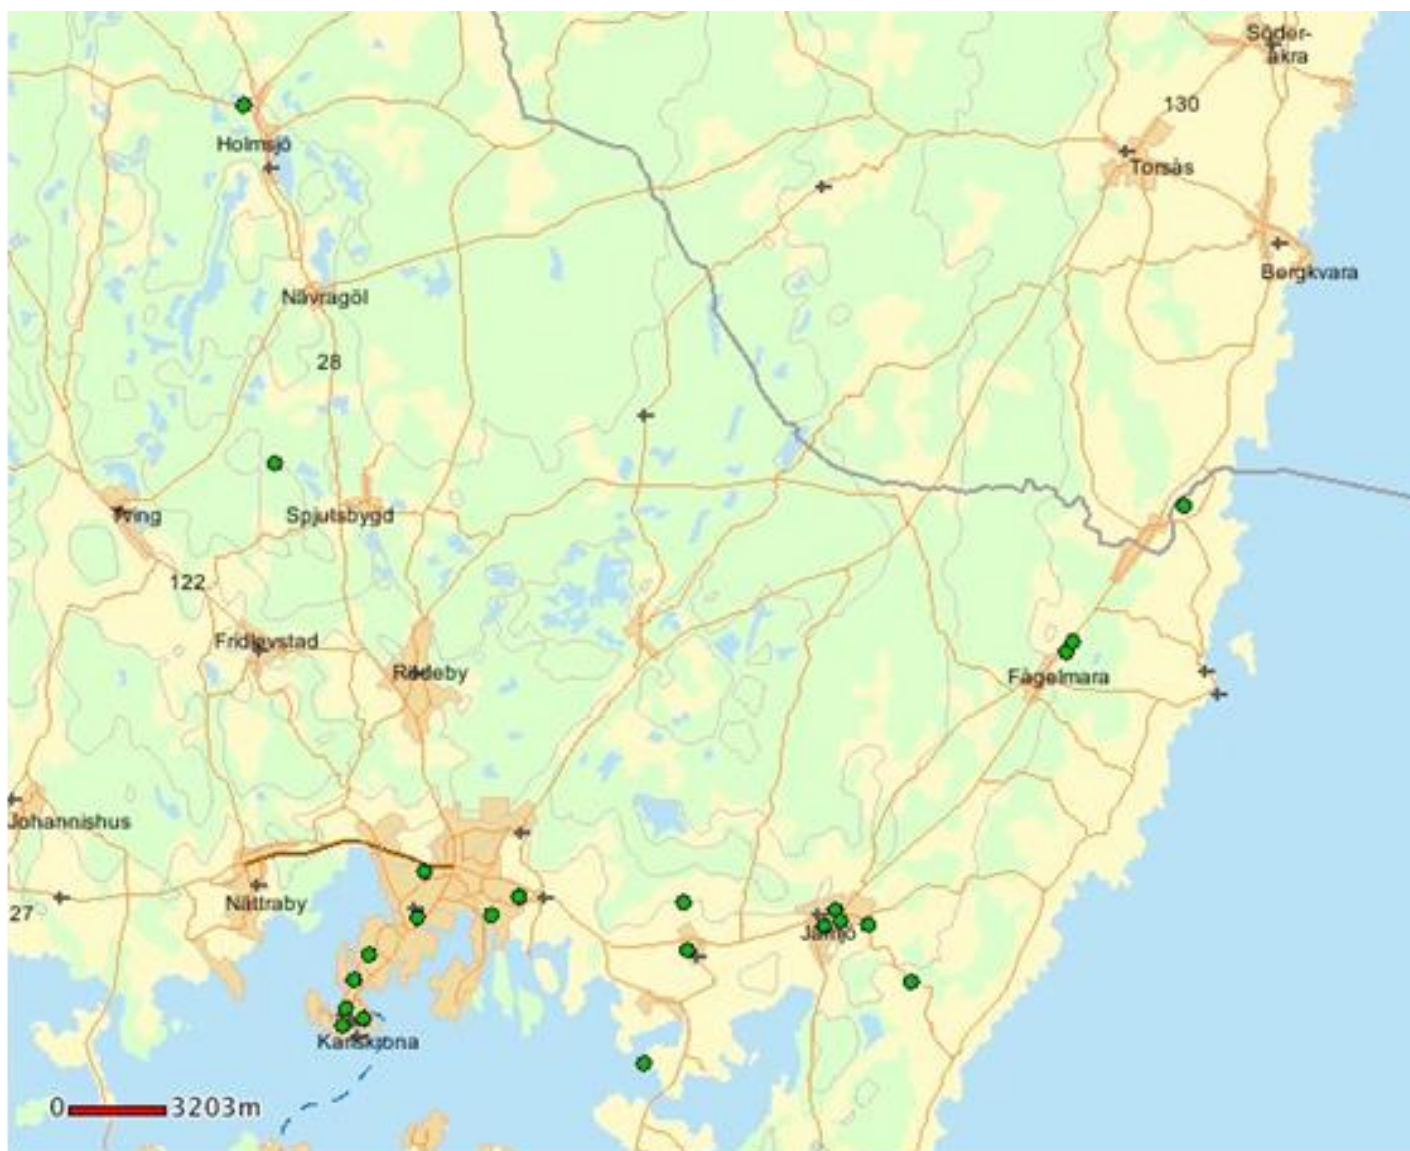 Söder-
åkra
130
Torsås
Holmsjö
Bergkvara
Nävragöl
28
Tving
Spjutsbygd
122
Fridlevstad
Rödeby
Fågelmara
Johannishus
Nättraby
27
Jämjö
Karlskrona
0 3203m